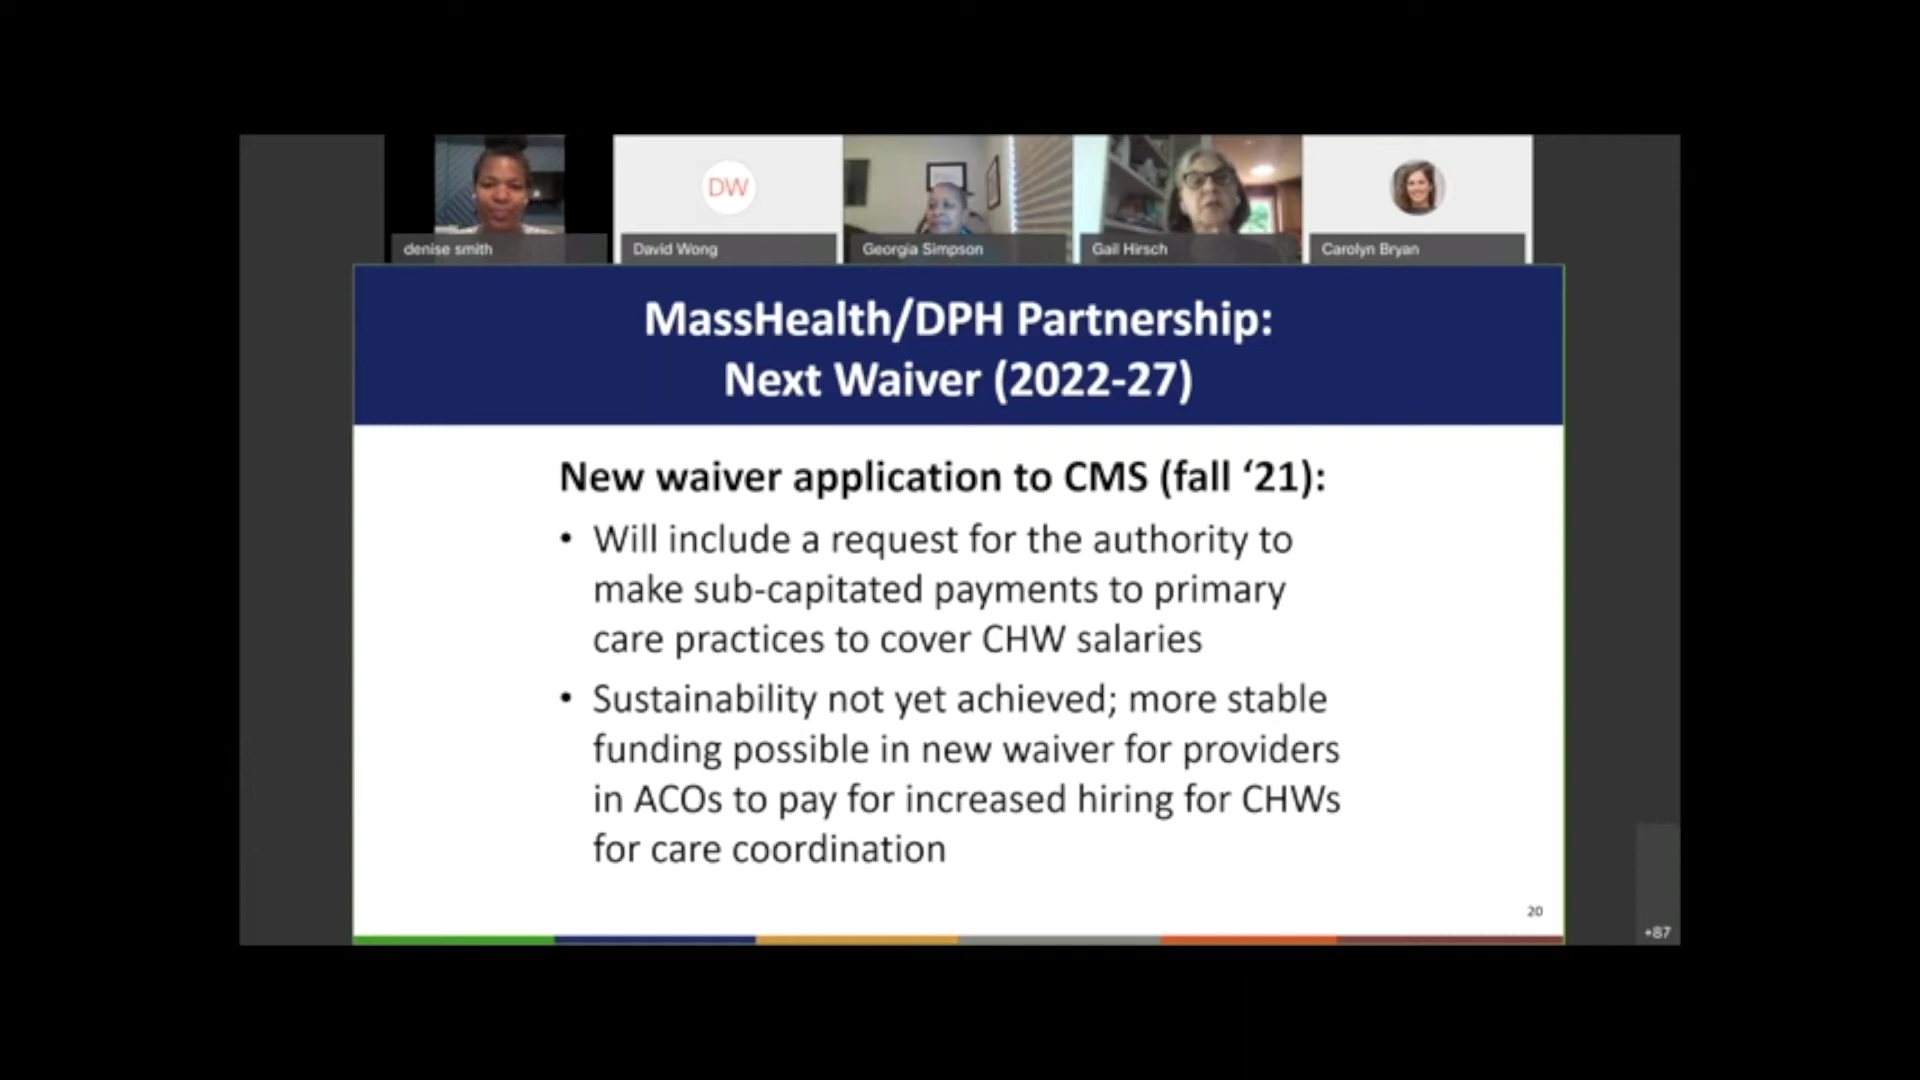 denise smith
DW
David Wong
Georgia Simpson
Gail Hirsch
Carolyn Bryan
MassHealth/DPH Partnership:
Next Waiver (2022-27)
New waiver application to CMS (fall ‘21):
• Will include a request for the authority to
make sub-capitated payments to primary
care practices to cover CHW salaries
• Sustainability not yet achieved; more stable
funding possible in new waiver for providers
in ACOs to pay for increased hiring for CHWs
for care coordination
20
+87